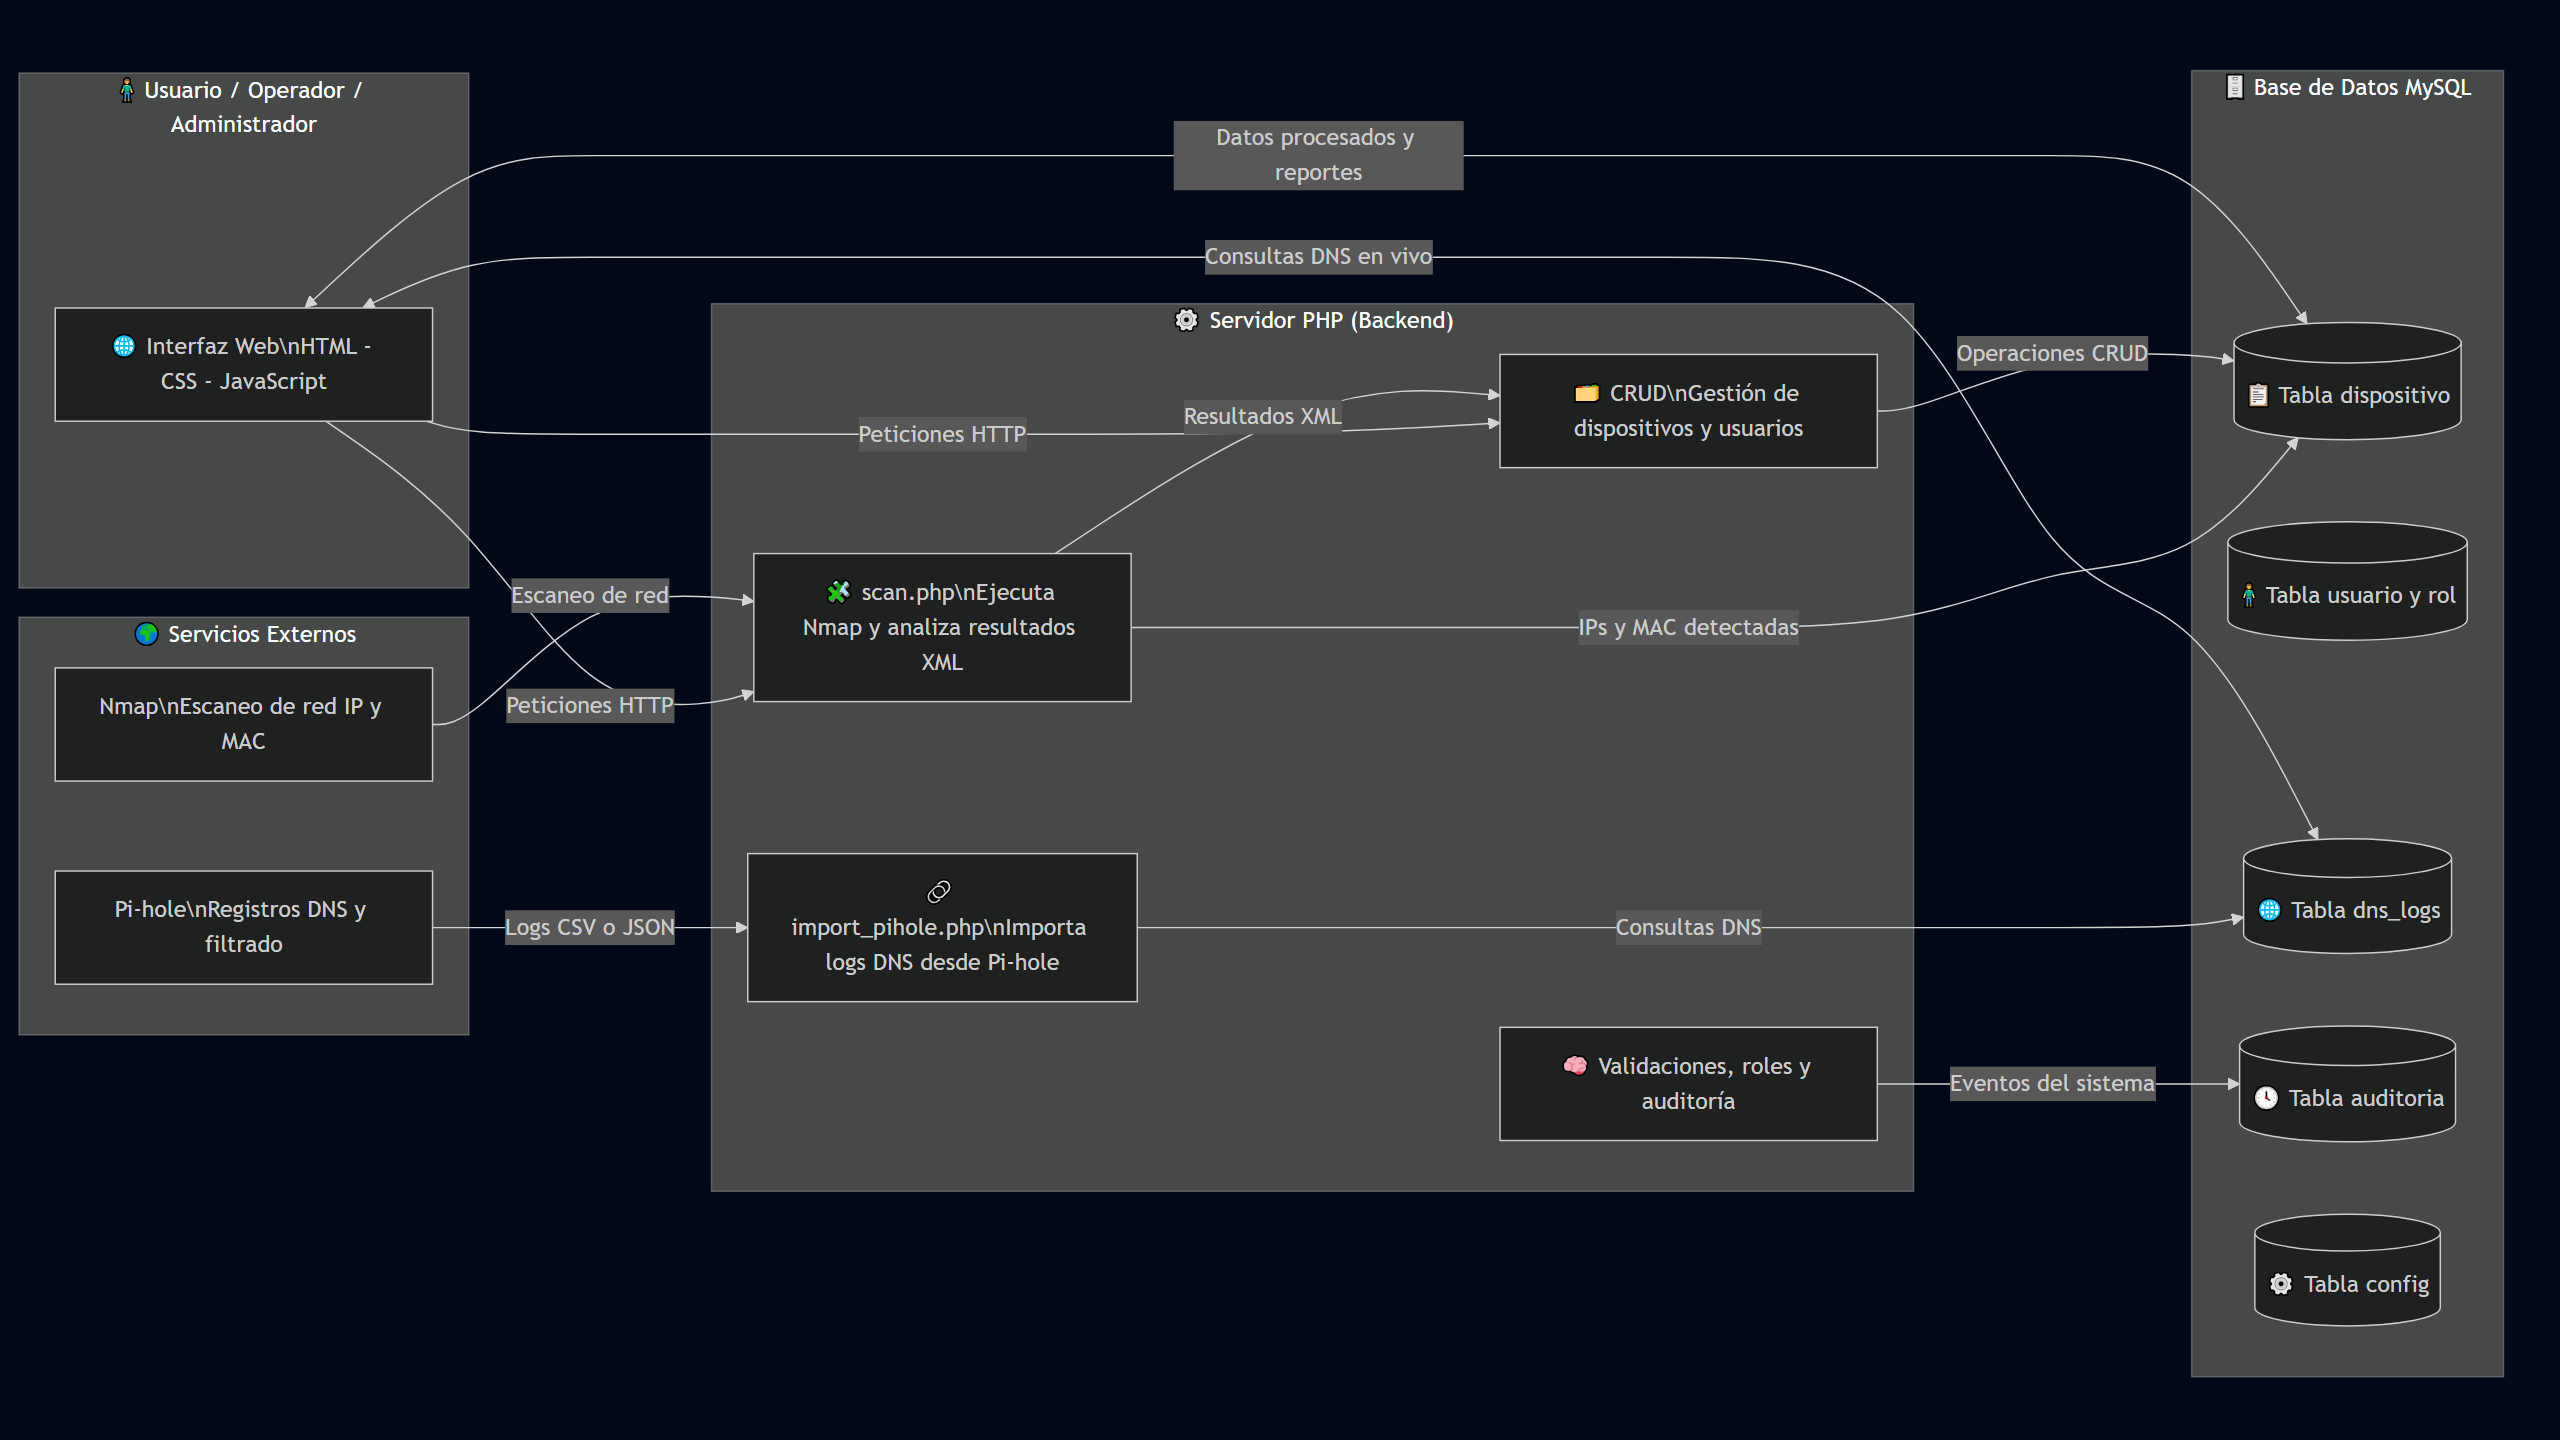 Usuario / Operador /
Administrador
Interfaz Web\nHTML -
CSS - JavaScript
Servicios Externos
Nmap\nEscaneo de red IP y
MAC
Pi-hole\nRegistros DNS y
filtrado
Datos procesados y
reportes
Consultas DNS en vivo
Peticiones HTTP
Resultados XML
Escaneo de red
Peticiones HTTP
Logs CSV o JSON
Servidor PHP (Backend)
CRUD\nGestión de
dispositivos y usuarios
scan.php\nEjecuta
Nmap y analiza resultados
XML
import_pihole.php\nImporta
logs DNS desde Pi-hole
Validaciones, roles y
auditoría
Operaciones CRUD
IPs y MAC detectadas
Consultas DNS
Eventos del sistema
Base de Datos MySQL
Tabla dispositivo
Tabla usuario y rol
Tabla dns_logs
Tabla auditoria
Tabla config